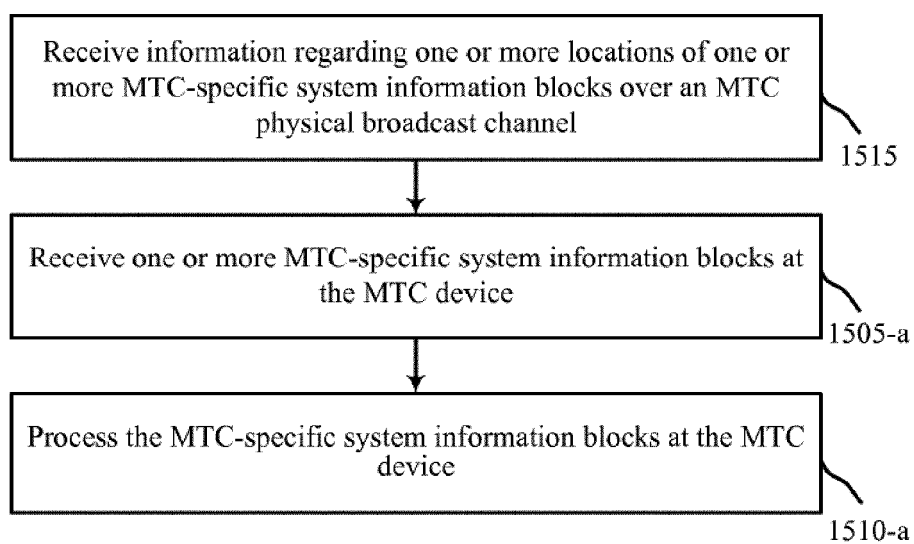 Receive information regarding one or more locations of one or
more MTC-specific system information blocks over an MTC
physical broadcast channel
1515
Receive one or more MTC-specific system information blocks at
the MTC device
1505-a
Process the MTC-specific system information blocks at the MTC
device
1510-a